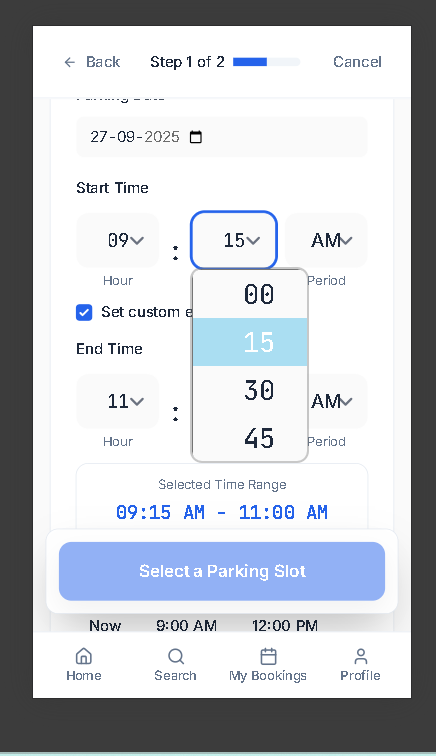 Back Step 1 of 2 Cancel
27-09-2025
Start Time
09 : 15 AM
Hour Period
00
15
30
45
Set custom
End Time
11 : AM
Hour Period
Selected Time Range
09:15 AM - 11:00 AM
Select a Parking Slot
Now 9:00 AM 12:00 PM
Home Search My Bookings Profile